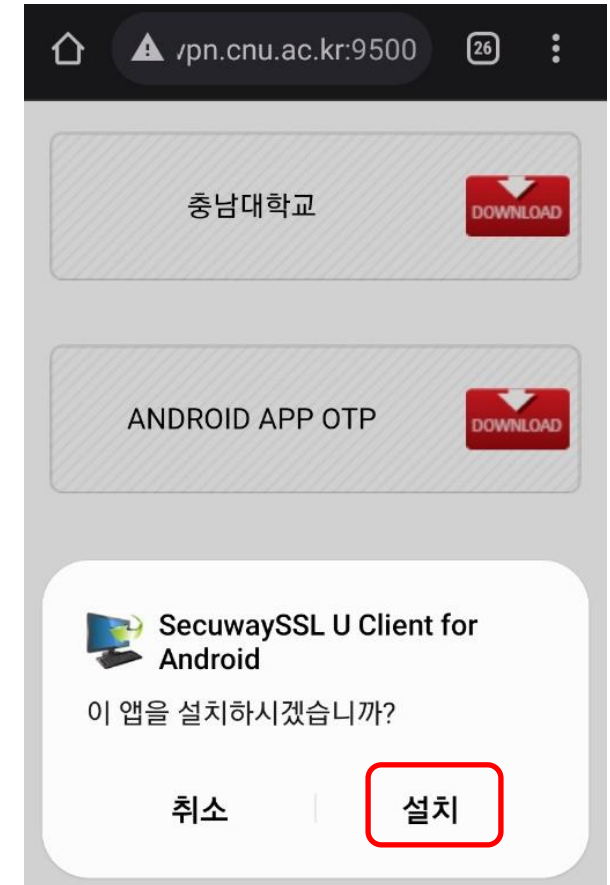 vpn.cnu.ac.kr:9500
26
충남대학교
DOWNLOAD
ANDROID APP OTP
DOWNLOAD
SecuwaySSL U Client for
Android
이 앱을 설치하시겠습니까?
취소
설치